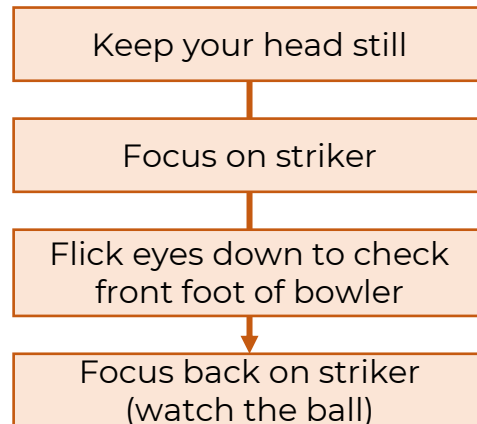 Keep your head still
Focus on striker
Flick eyes down to check
front foot of bowler
Focus back on striker
(watch the ball)